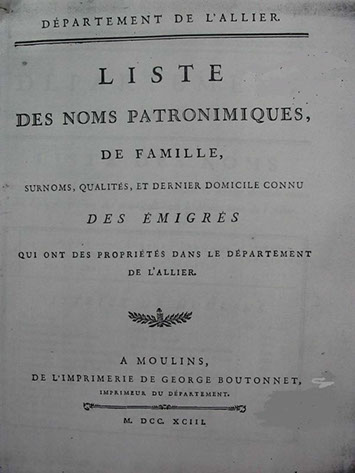 DÉPARTEMENT DE L'ALLIER.
LISTE
DES NOMS PATRONIMIQUES,
DE FAMILLE,
SURNOMS, QUALITÉS, ET DERNIER DOMICILE CONNU
DES ÉMIGRÉS
QUI ONT DES PROPRIÉTÉS DANS LE DÉPARTEMENT
DE L'ALLIER.
A MOULINS,
DE L'IMPRIMERIE DE GEORGE BOUTONNET,
IMPRIMEUR DU DÉPARTEMENT.
M. DCC. XCIII.